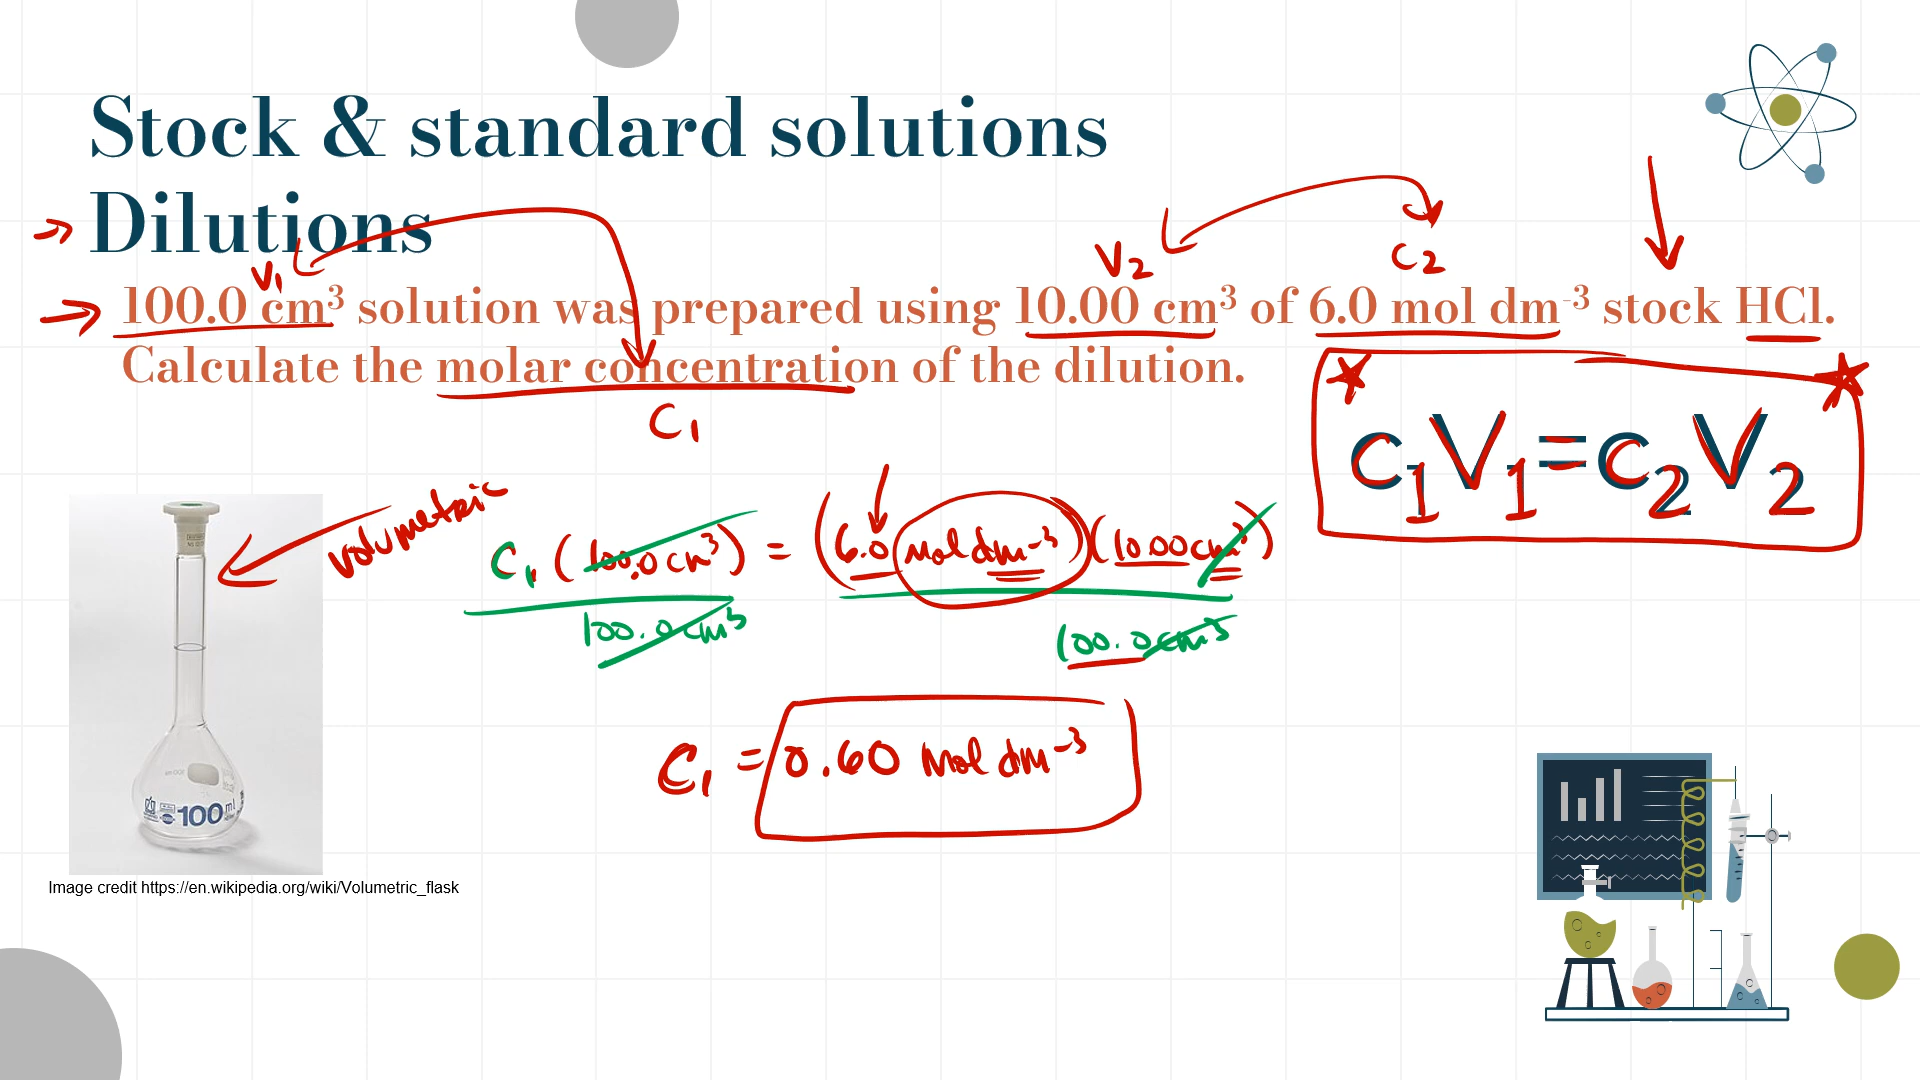 Stock & standard solutions
Dilutions
V₁
V₂
C₂
100.0 cm³ solution was prepared using 10.00 cm³ of 6.0 mol dm⁻³ stock HCl.
Calculate the molar concentration of the dilution.
C₁
c₁V₁=c₂V₂
volumetric
C₁ (100.0 cm³) = (6.0 mol dm⁻³)(10.00 cm³)
100.0 cm³ 100.0 cm³
C₁ = 0.60 mol dm⁻³
100 ml
Image credit https://en.wikipedia.org/wiki/Volumetric_flask